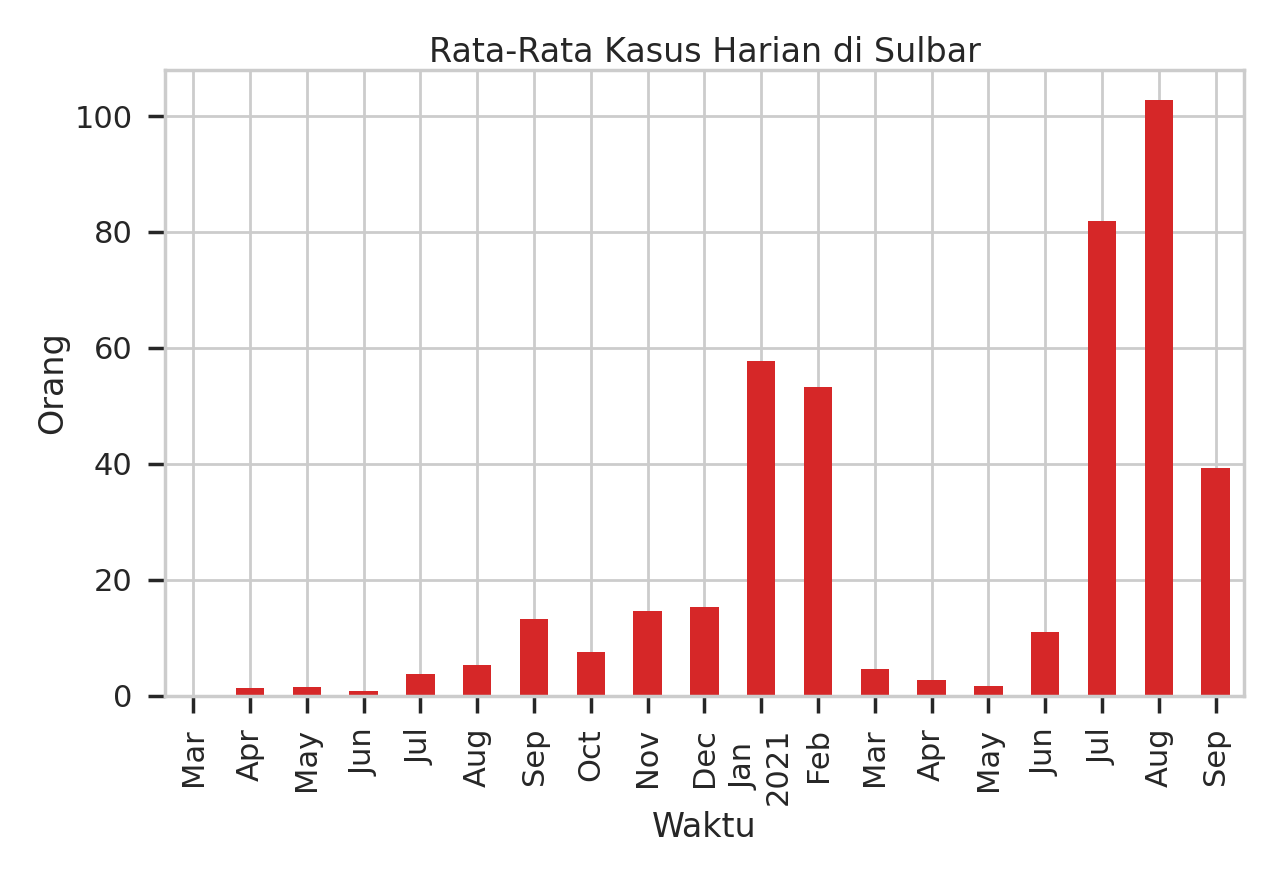 Rata-Rata Kasus Harian di Sulbar
100
80
60
40
20
0
Orang
Mar
Apr
May
Jun
Jul
Aug
Sep
Oct
Nov
Dec
Jan
2021
Feb
Mar
Apr
May
Jun
Jul
Aug
Sep
Waktu